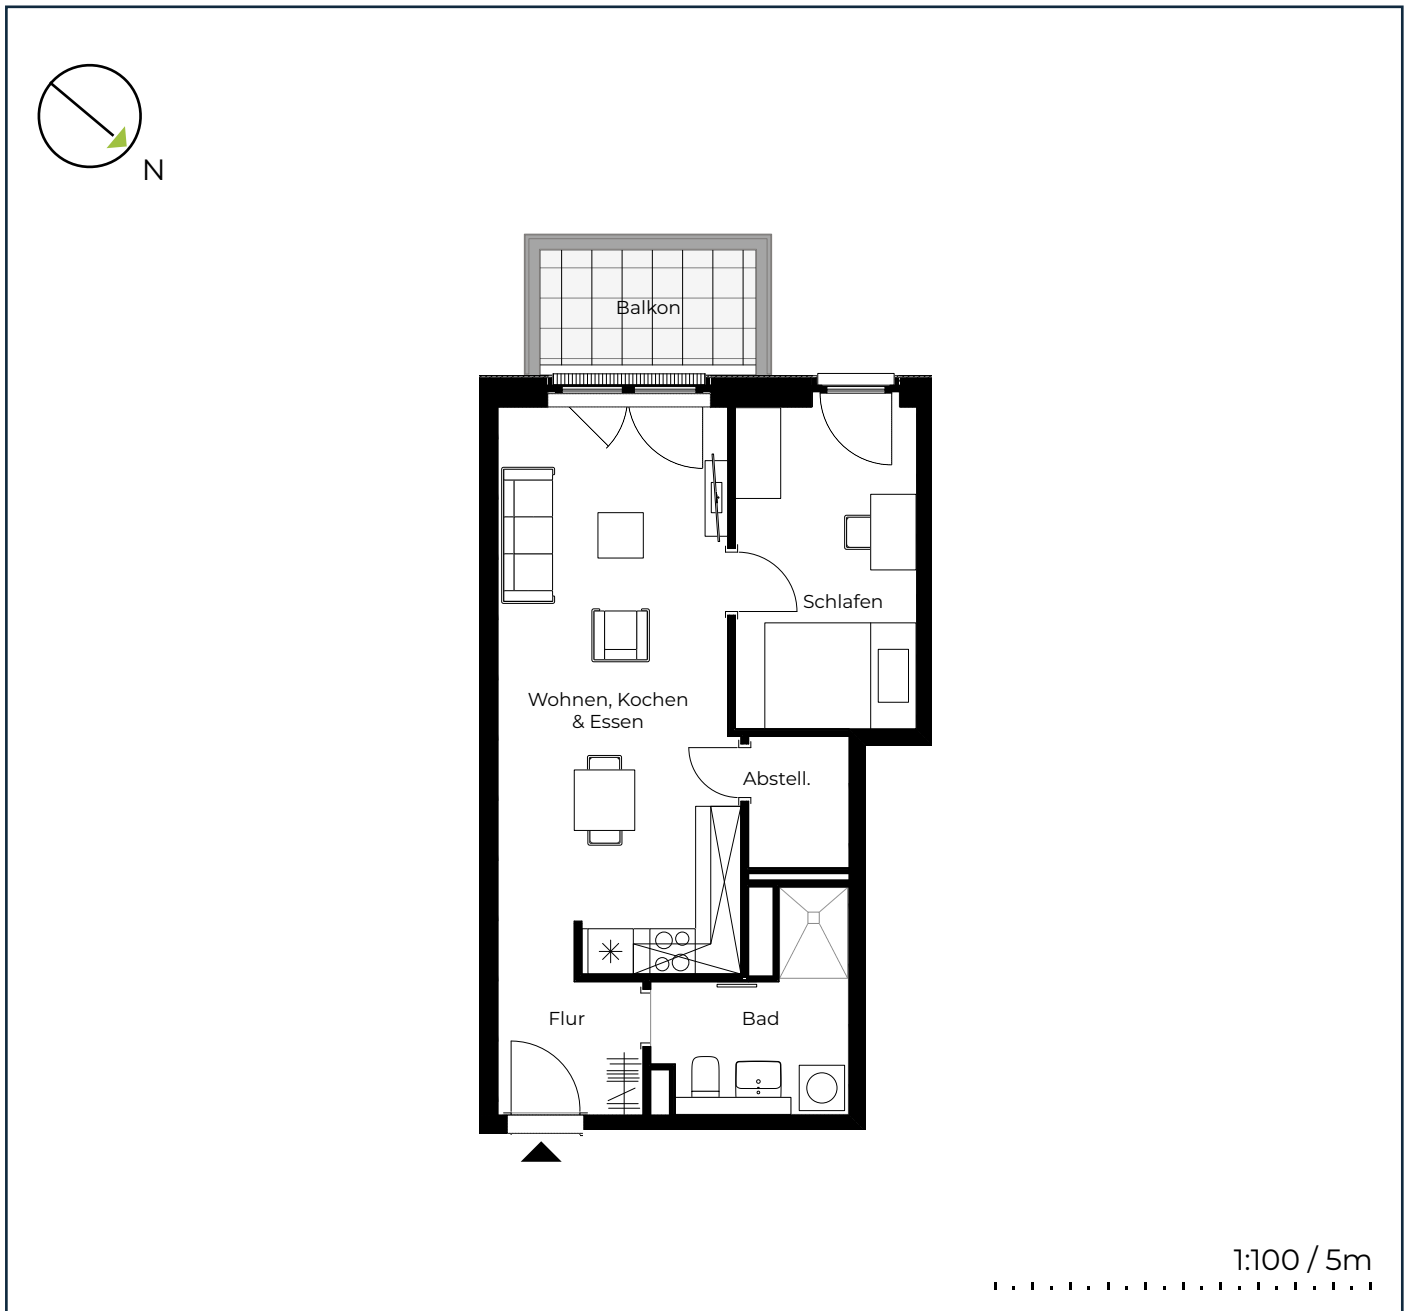 N
Balkon
Schlafen
Wohnen, Kochen
& Essen
Abstell.
Flur
Bad
1:100 / 5m